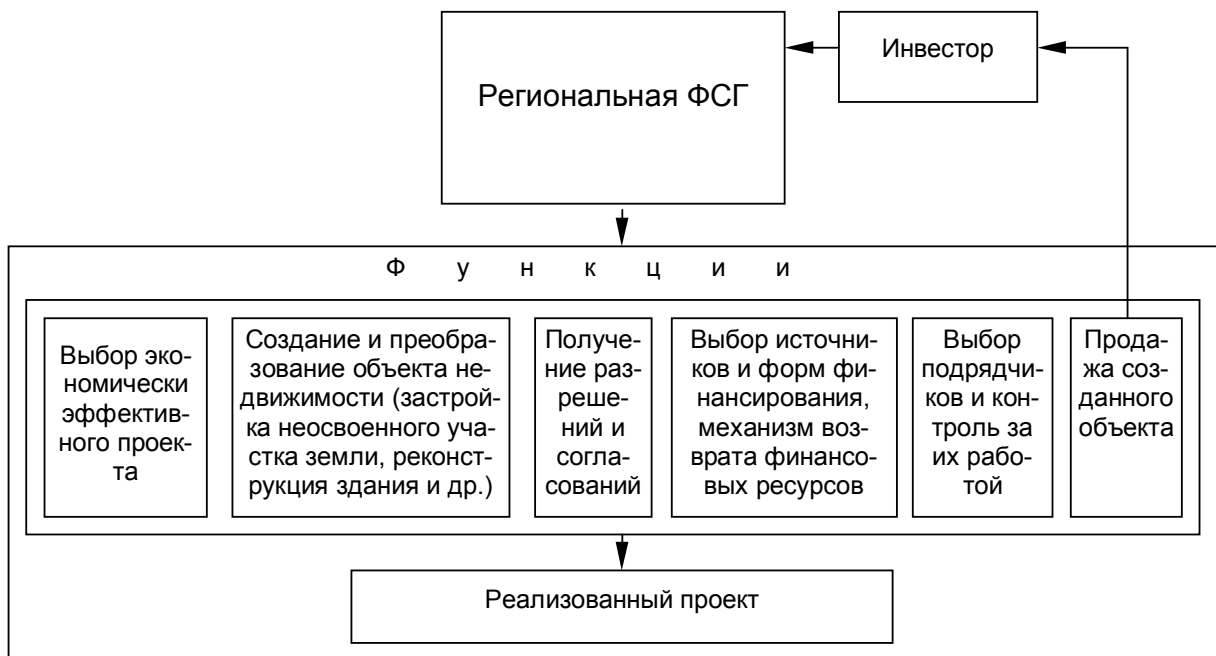 Региональная ФСГ
Инвестор
Ф у н к ц и и
Выбор эко-
номически
эффектив-
ного проек-
та
Создание и преобра-
зование объекта не-
движимости (застрой-
ка неосвоенного уча-
стка земли, реконст-
рукция здания и др.)
Получе-
ние раз-
реше-
ний и
согла-
сований
Выбор источни-
ков и форм фи-
нансирования,
механизм воз-
врата финансо-
вых ресурсов
Выбор
подрядчи-
ков и кон-
троль за
их рабо-
той
Прода-
жа соз-
данного
объекта
Реализованный проект